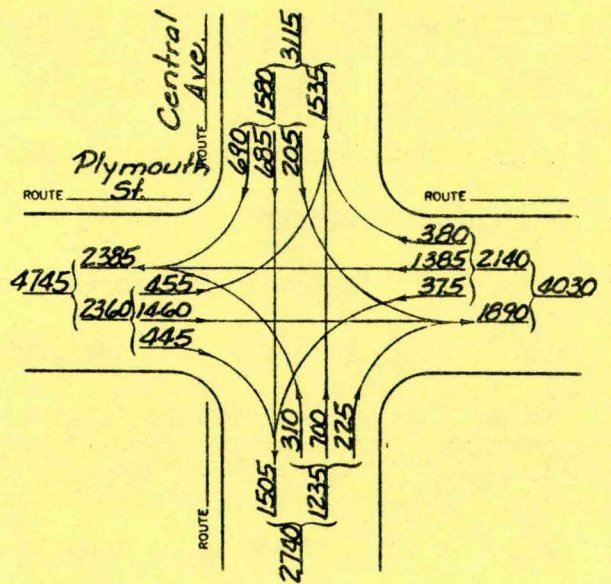 Central
Ave.
ROUTE
3115
1580 1535
690 685 205
Plymouth
ROUTE St.
ROUTE
380
2385 1385 2140
4745 455 375 4030
2360 1460 1890
445
310 700 225
1505 1235
2740
ROUTE